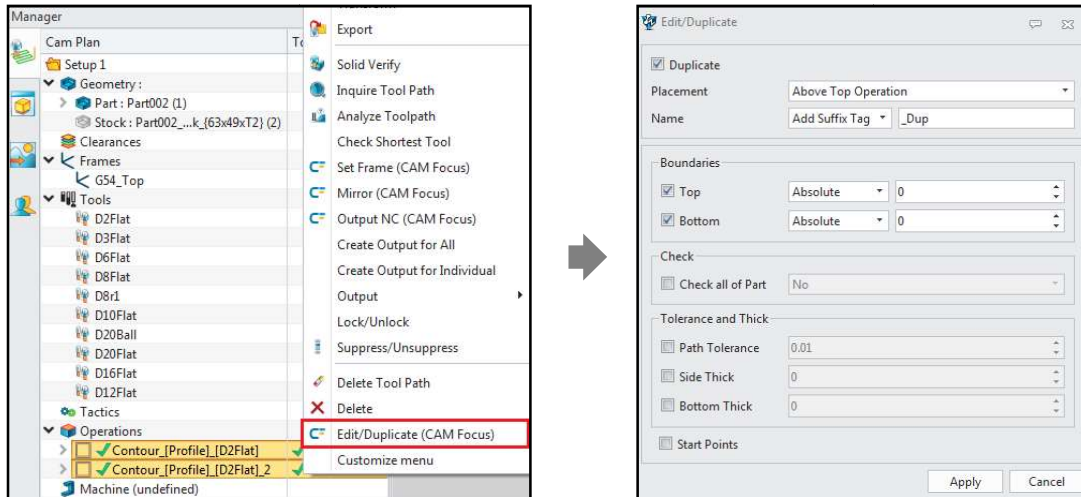 Manager
Cam Plan
Setup 1
Geometry :
Part : Part002 (1)
Stock : Part002_...k_{63x49xT2} (2)
Clearances
Frames
G54_Top
Tools
D2Flat
D3Flat
D6Flat
D8Flat
D8r1
D10Flat
D20Ball
D20Flat
D16Flat
D12Flat
Tactics
Operations
Contour_[Profile]_[D2Flat]
Contour_[Profile]_[D2Flat]_2
Machine (undefined)
Export
Solid Verify
Inquire Tool Path
Analyze Toolpath
Check Shortest Tool
Set Frame (CAM Focus)
Mirror (CAM Focus)
Output NC (CAM Focus)
Create Output for All
Create Output for Individual
Output
Lock/Unlock
Suppress/Unsuppress
Delete Tool Path
Delete
Edit/Duplicate (CAM Focus)
Customize menu
Edit/Duplicate
Duplicate
Placement Above Top Operation
Name Add Suffix Tag _Dup
Boundaries
Top Absolute 0
Bottom Absolute 0
Check
Check all of Part No
Tolerance and Thick
Path Tolerance 0.01
Side Thick 0
Bottom Thick 0
Start Points
Apply Cancel